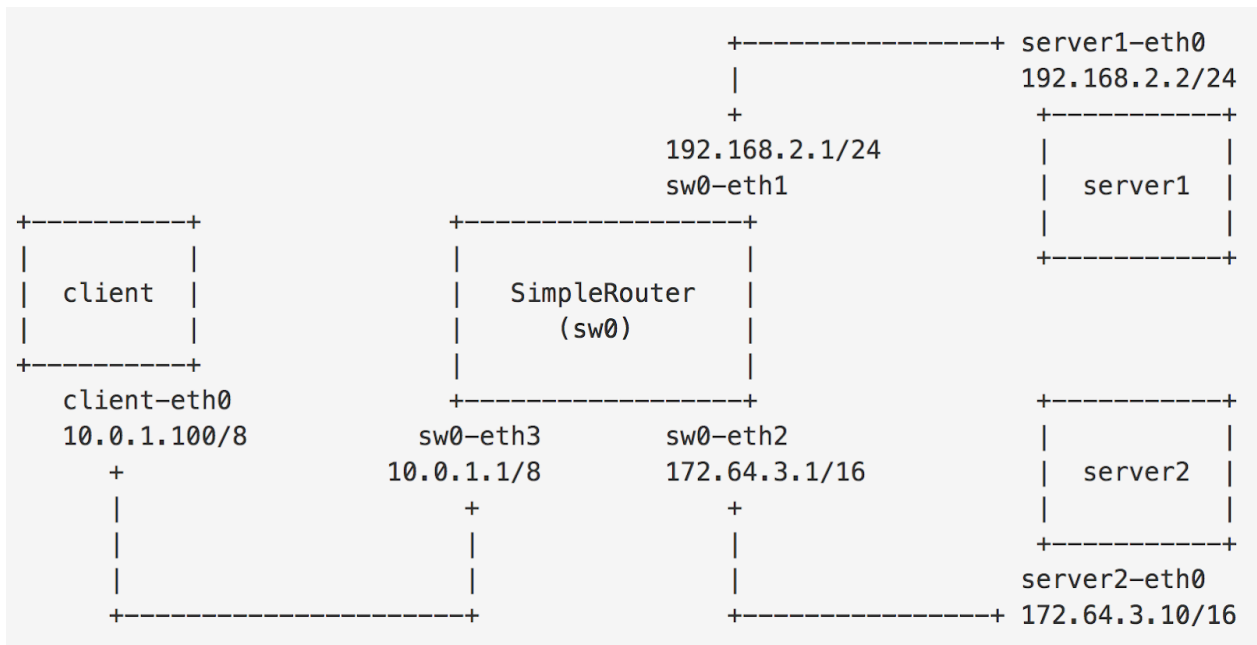 server1-eth0
192.168.2.2/24
192.168.2.1/24
sw0-eth1
server1
client
SimpleRouter
(sw0)
client-eth0
10.0.1.100/8
sw0-eth3
10.0.1.1/8
sw0-eth2
172.64.3.1/16
server2
server2-eth0
172.64.3.10/16